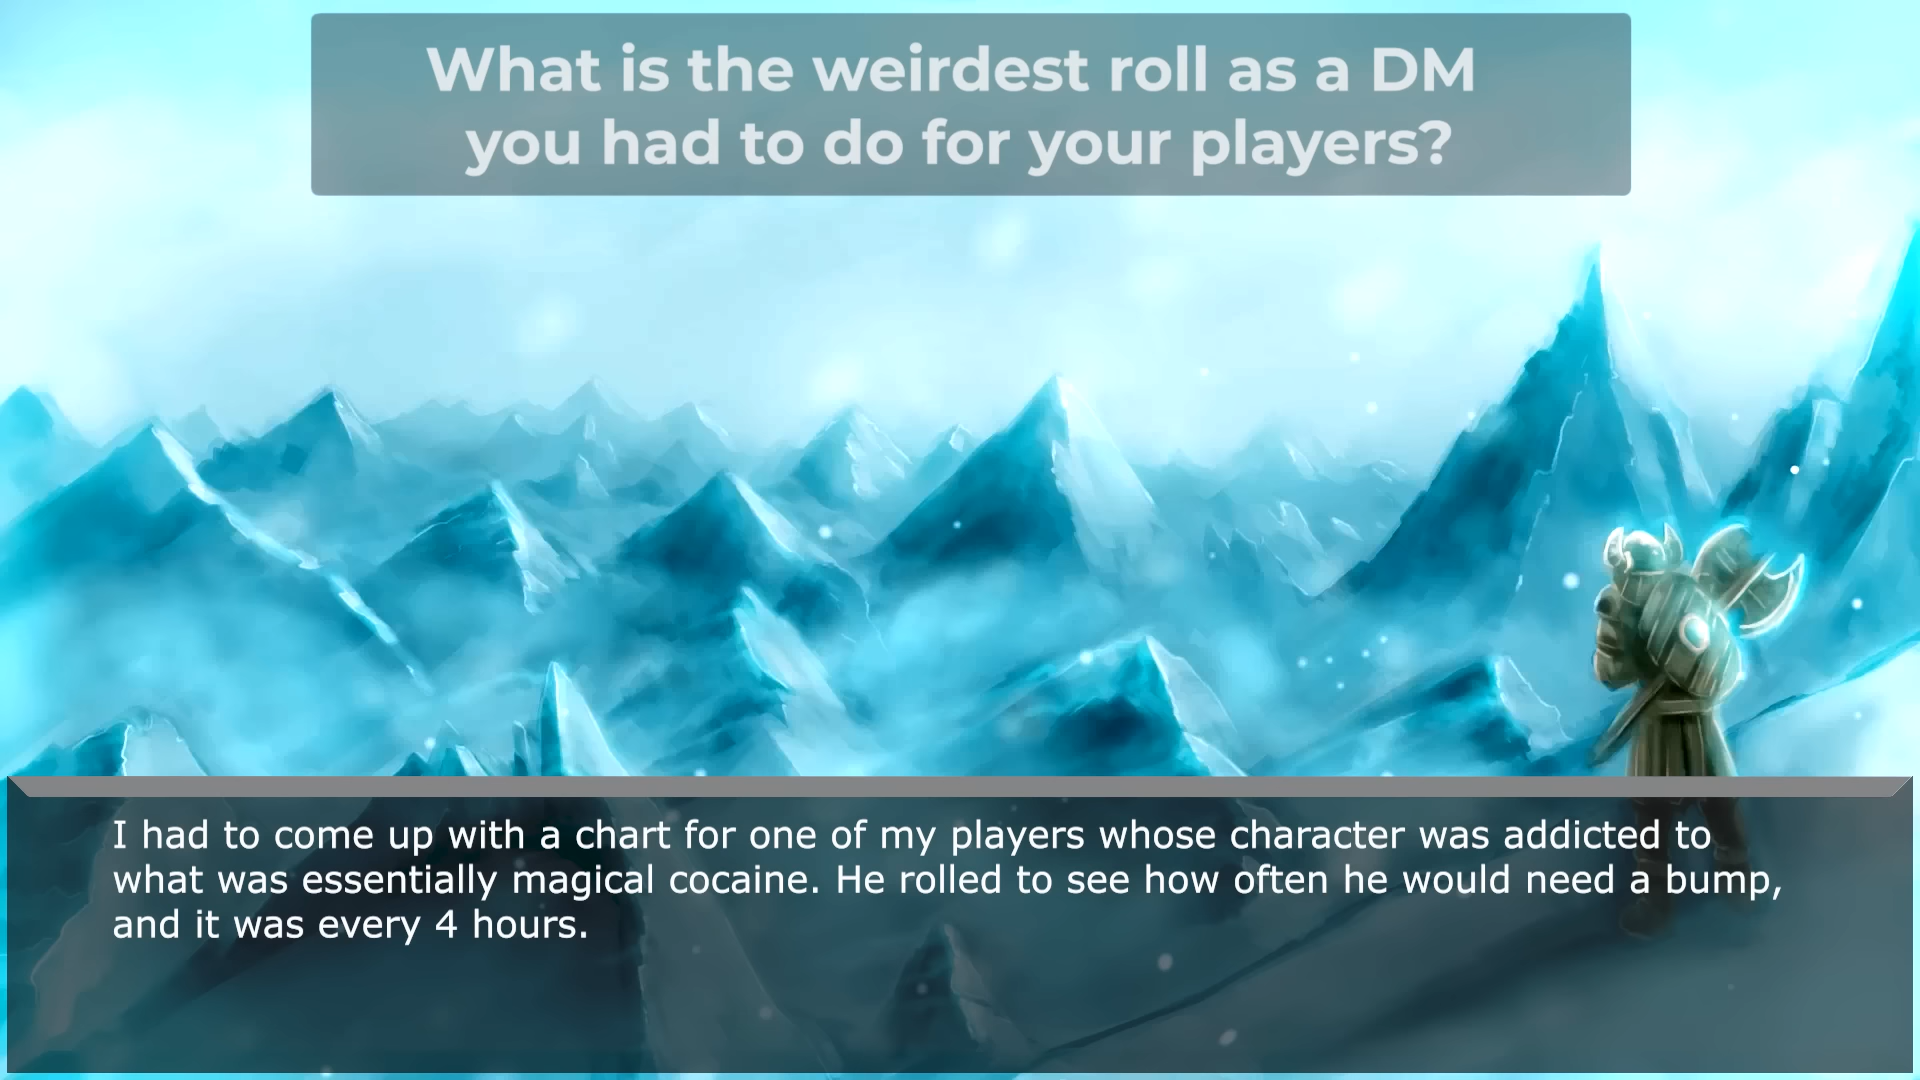 What is the weirdest roll as a DM
you had to do for your players?
I had to come up with a chart for one of my players whose character was addicted to
what was essentially magical cocaine. He rolled to see how often he would need a bump,
and it was every 4 hours.